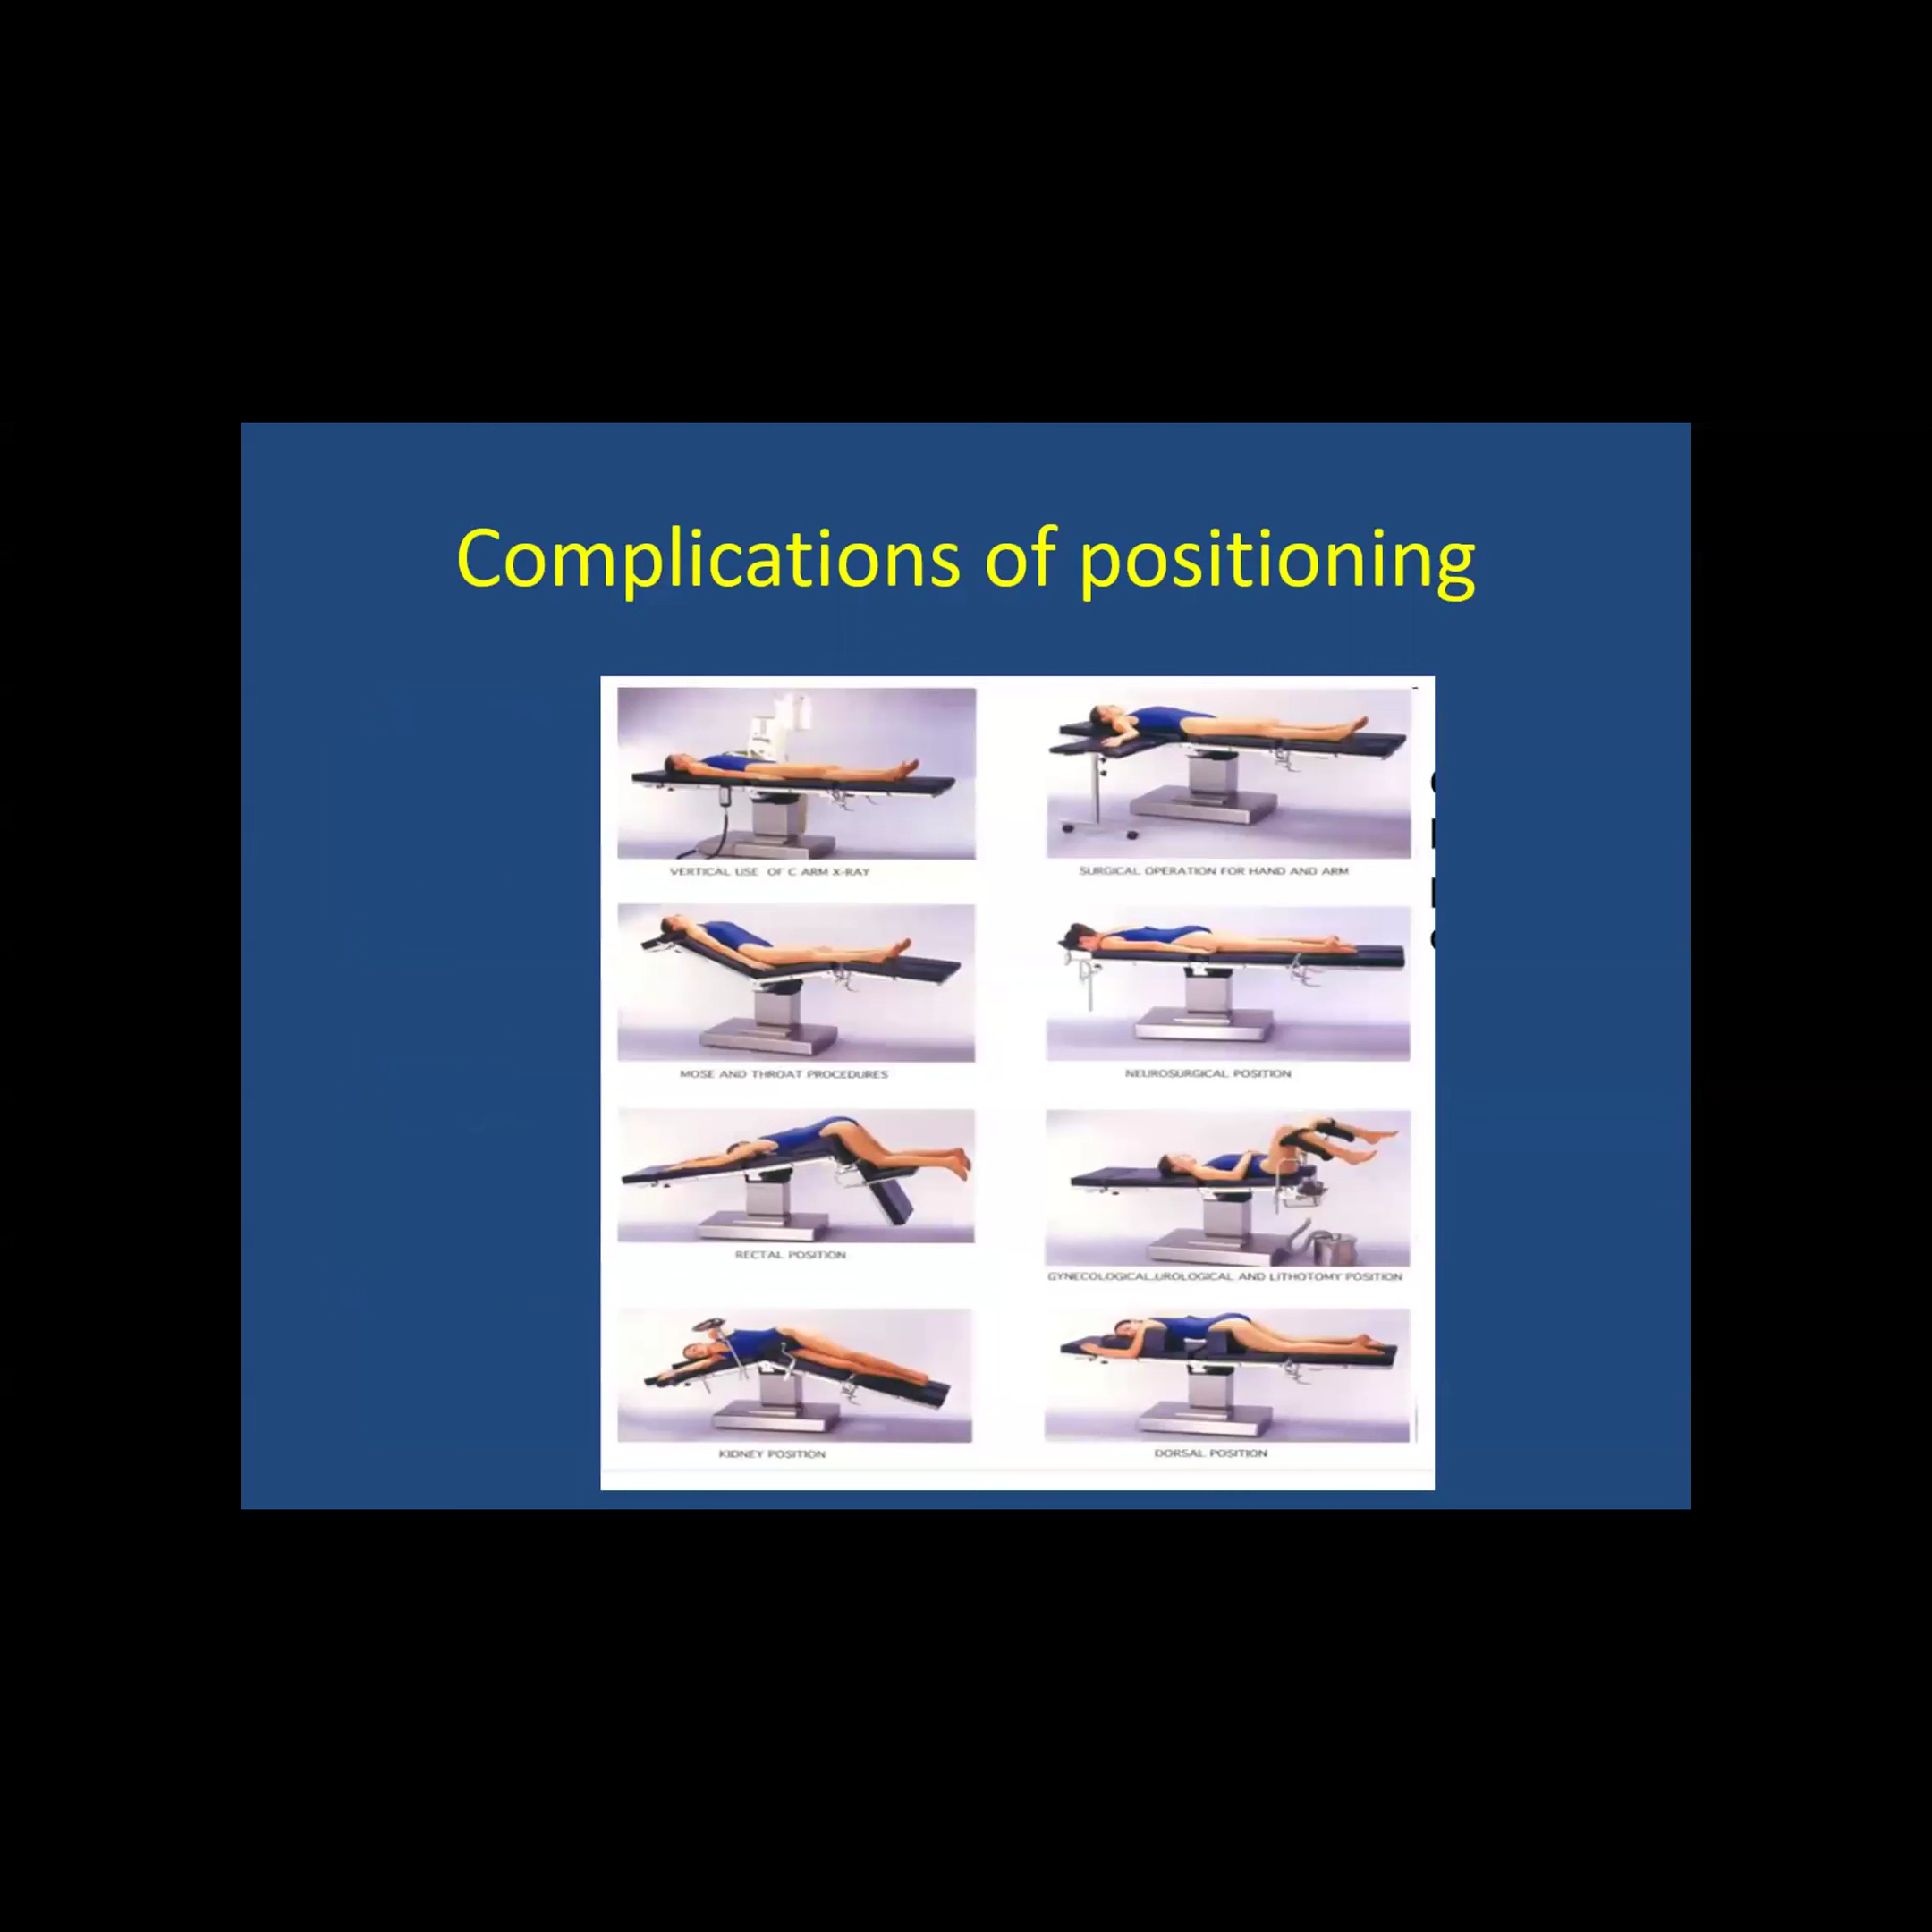 Complications of positioning
VERTICAL USE OF C ARM X-RAY
SURGICAL OPERATION FOR HAND AND ARM
MOSE AND THROAT PROCEDURES
NEUROSURGICAL POSITION
RECTAL POSITION
GYNECOLOGICAL,UROLOGICAL AND LITHOTOMY POSITION
KIDNEY POSITION
DORSAL POSITION